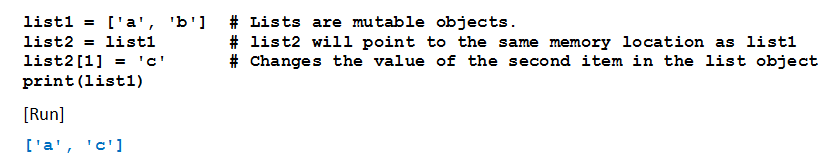 list1 = ['a', 'b']  # Lists are mutable objects.
list2 = list1       # list2 will point to the same memory location as list1
list2[1] = 'c'      # Changes the value of the second item in the list object
print(list1)
[Run]
['a', 'c']